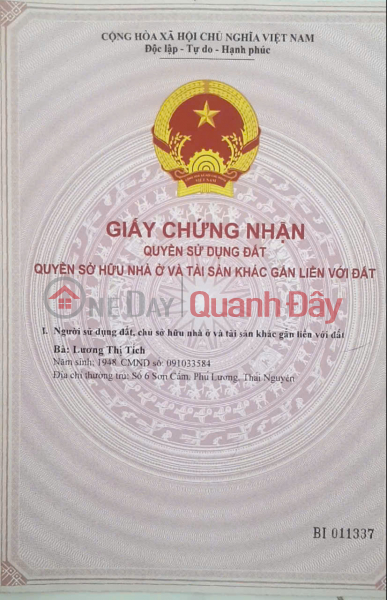 CỘNG HÒA XÃ HỘI CHỦ NGHĨA VIỆT NAM
Độc lập - Tự do - Hạnh phúc
GIẤY CHỨNG NHẬN
QUYỀN SỬ DỤNG ĐẤT
QUYỀN SỞ HỮU NHÀ Ở VÀ TÀI SẢN KHÁC GẮN LIỀN VỚI ĐẤT
ONEDAY Quanh Đây
I. Người sử dụng đất, chủ sở hữu nhà ở và tài sản khác gắn liền với đất
Bà: Lương Thị Tích
Năm sinh: 1948 CMND số: 091033584
Địa chỉ thường trú: Số 6 Sơn Cẩm, Phú Lương, Thái Nguyên
BI 011337